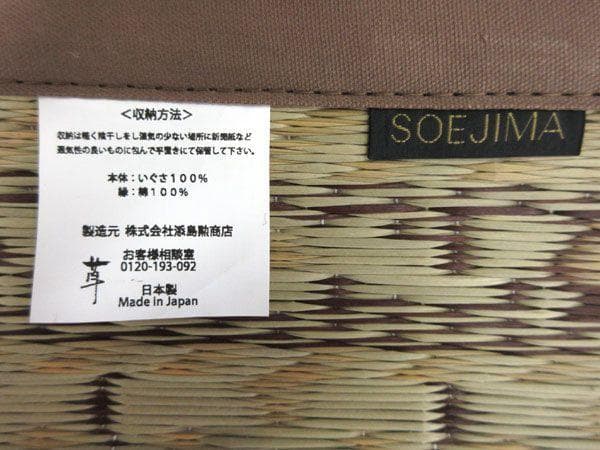 <収納方法>
収納は軽く陰干しをし湿気の少ない場所に新聞紙など
通気性の良いものに包んで平置きにて保管して下さい。
本体：いぐさ100%
縁：綿100%
製造元 株式会社添島勲商店
お客様相談室
0120-193-092
草
日本製
Made in Japan
SOEJIMA